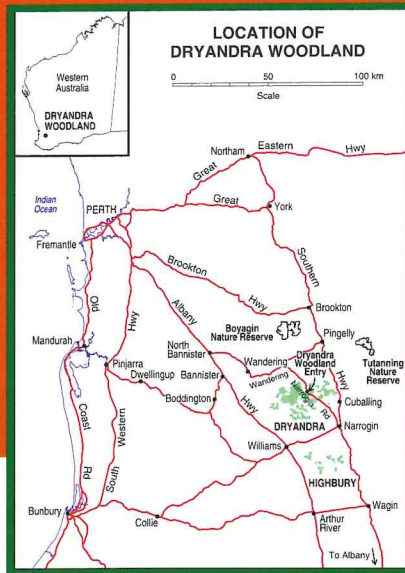 LOCATION OF
DRYANDRA WOODLAND
0 50 100 km
Scale
Western
Australia
DRYANDRA
WOODLAND
Northam
Eastern
Hwy
Great
Indian
Ocean
PERTH
Great
York
Fremantle
Southern
Old
Brookton
Hwy
Brookton
Hwy
Albany
Boyagin
Nature Reserve
Pingelly
Mandurah
North
Bannister
Wandering
Dryandra
Woodland
Entry
Tutanning
Nature
Reserve
Pinjarra
Dwellingup
Bannister
Wandering
Narrogin
Rd
Hwy
Boddington
Hwy
Cuballing
Coast
Western
DRYANDRA
Narrogin
Williams
Rd
South
HIGHBURY
Bunbury
Collie
Arthur
River
Wagin
To Albany